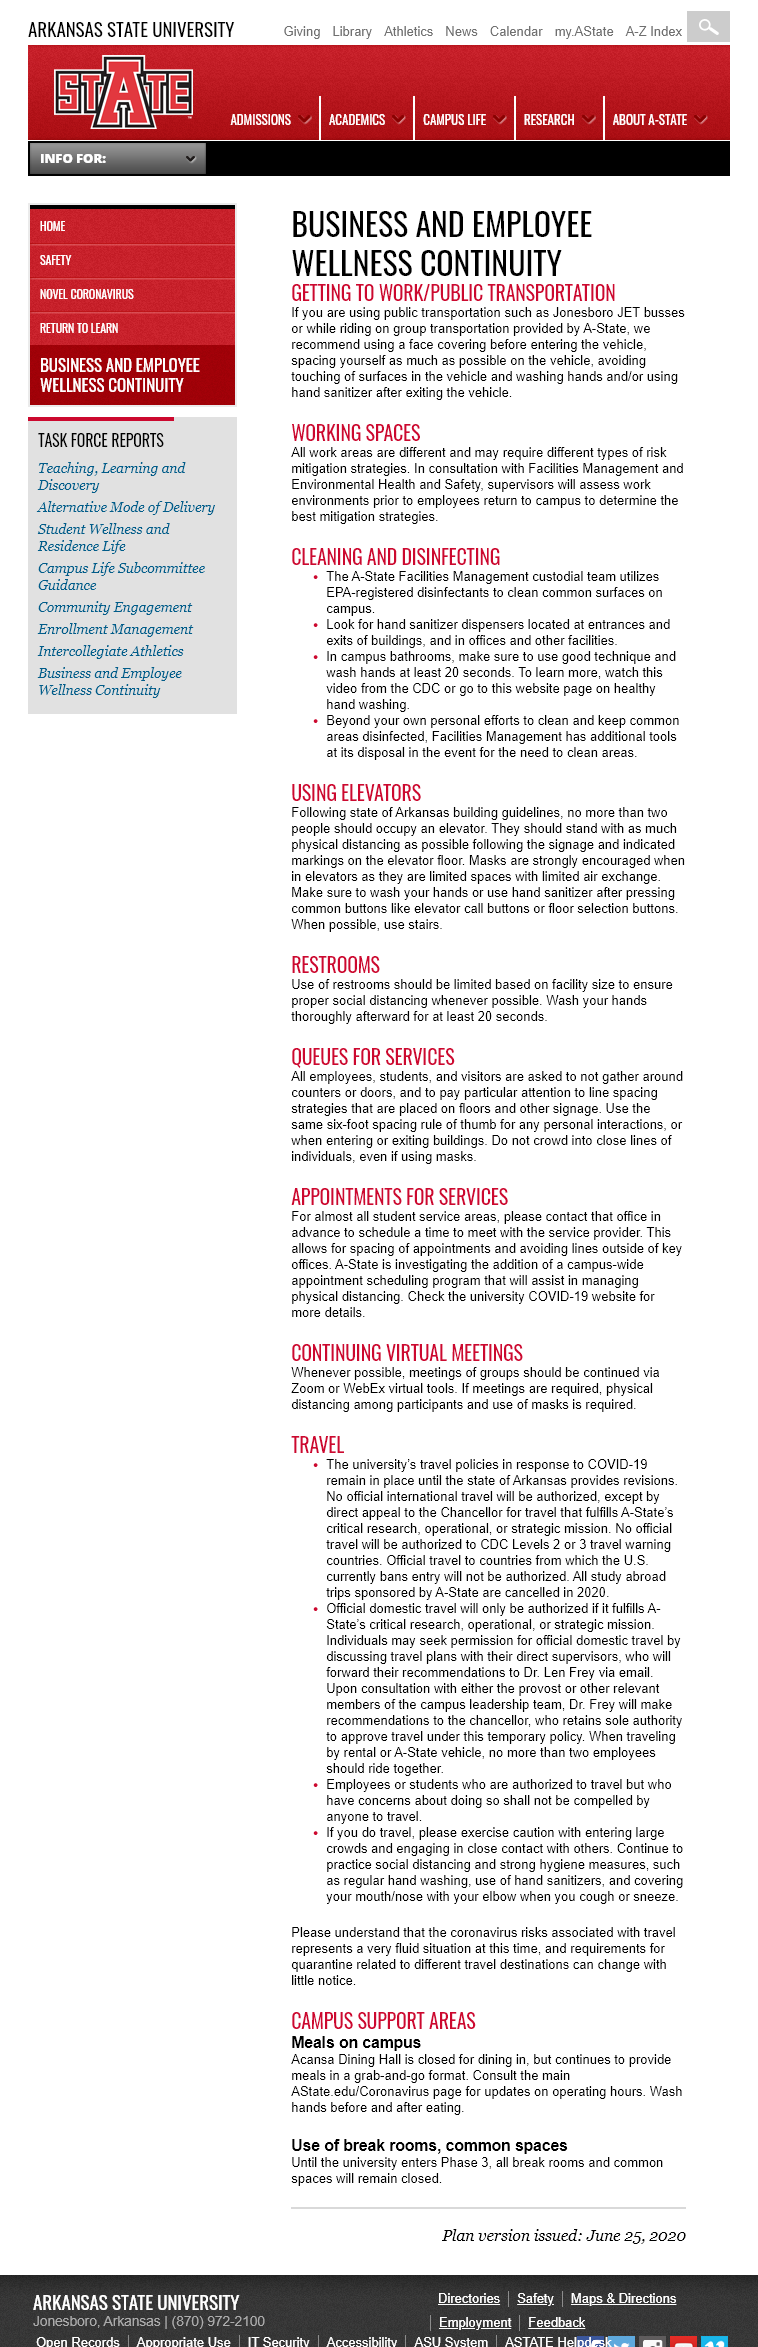 ARKANSAS STATE UNIVERSITY
Giving Library Athletics News Calendar my.AState A-Z Index
STATE
ADMISSIONS ACADEMICS CAMPUS LIFE RESEARCH ABOUT A-STATE
INFO FOR:
HOME
SAFETY
NOVEL CORONAVIRUS
RETURN TO LEARN
BUSINESS AND EMPLOYEE
WELLNESS CONTINUITY
TASK FORCE REPORTS
Teaching, Learning and
Discovery
Alternative Mode of Delivery
Student Wellness and
Residence Life
Campus Life Subcommittee
Guidance
Community Engagement
Enrollment Management
Intercollegiate Athletics
Business and Employee
Wellness Continuity
BUSINESS AND EMPLOYEE
WELLNESS CONTINUITY
GETTING TO WORK/PUBLIC TRANSPORTATION
If you are using public transportation such as Jonesboro JET busses
or while riding on group transportation provided by A-State, we
recommend using a face covering before entering the vehicle,
spacing yourself as much as possible on the vehicle, avoiding
touching of surfaces in the vehicle and washing hands and/or using
hand sanitizer after exiting the vehicle.
WORKING SPACES
All work areas are different and may require different types of risk
mitigation strategies. In consultation with Facilities Management and
Environmental Health and Safety, supervisors will assess work
environments prior to employees return to campus to determine the
best mitigation strategies.
CLEANING AND DISINFECTING
• The A-State Facilities Management custodial team utilizes
EPA-registered disinfectants to clean common surfaces on
campus.
• Look for hand sanitizer dispensers located at entrances and
exits of buildings, and in offices and other facilities.
• In campus bathrooms, make sure to use good technique and
wash hands at least 20 seconds. To learn more, watch this
video from the CDC or go to this website page on healthy
hand washing.
• Beyond your own personal efforts to clean and keep common
areas disinfected, Facilities Management has additional tools
at its disposal in the event for the need to clean areas.
USING ELEVATORS
Following state of Arkansas building guidelines, no more than two
people should occupy an elevator. They should stand with as much
physical distancing as possible following the signage and indicated
markings on the elevator floor. Masks are strongly encouraged when
in elevators as they are limited spaces with limited air exchange.
Make sure to wash your hands or use hand sanitizer after pressing
common buttons like elevator call buttons or floor selection buttons.
When possible, use stairs.
RESTROOMS
Use of restrooms should be limited based on facility size to ensure
proper social distancing whenever possible. Wash your hands
thoroughly afterward for at least 20 seconds.
QUEUES FOR SERVICES
All employees, students, and visitors are asked to not gather around
counters or doors, and to pay particular attention to line spacing
strategies that are placed on floors and other signage. Use the
same six-foot spacing rule of thumb for any personal interactions, or
when entering or exiting buildings. Do not crowd into close lines of
individuals, even if using masks.
APPOINTMENTS FOR SERVICES
For almost all student service areas, please contact that office in
advance to schedule a time to meet with the service provider. This
allows for spacing of appointments and avoiding lines outside of key
offices. A-State is investigating the addition of a campus-wide
appointment scheduling program that will assist in managing
physical distancing. Check the university COVID-19 website for
more details.
CONTINUING VIRTUAL MEETINGS
Whenever possible, meetings of groups should be continued via
Zoom or WebEx virtual tools. If meetings are required, physical
distancing among participants and use of masks is required.
TRAVEL
• The university’s travel policies in response to COVID-19
remain in place until the state of Arkansas provides revisions.
No official international travel will be authorized, except by
direct appeal to the Chancellor for travel that fulfills A-State’s
critical research, operational, or strategic mission. No official
travel will be authorized to CDC Levels 2 or 3 travel warning
countries. Official travel to countries from which the U.S.
currently bans entry will not be authorized. All study abroad
trips sponsored by A-State are cancelled in 2020.
• Official domestic travel will only be authorized if it fulfills A-
State’s critical research, operational, or strategic mission.
Individuals may seek permission for official domestic travel by
discussing travel plans with their direct supervisors, who will
forward their recommendations to Dr. Len Frey via email.
Upon consultation with either the provost or other relevant
members of the campus leadership team, Dr. Frey will make
recommendations to the chancellor, who retains sole authority
to approve travel under this temporary policy. When traveling
by rental or A-State vehicle, no more than two employees
should ride together.
• Employees or students who are authorized to travel but who
have concerns about doing so shall not be compelled by
anyone to travel.
• If you do travel, please exercise caution with entering large
crowds and engaging in close contact with others. Continue to
practice social distancing and strong hygiene measures, such
as regular hand washing, use of hand sanitizers, and covering
your mouth/nose with your elbow when you cough or sneeze.
Please understand that the coronavirus risks associated with travel
represents a very fluid situation at this time, and requirements for
quarantine related to different travel destinations can change with
little notice.
CAMPUS SUPPORT AREAS
Meals on campus
Acansa Dining Hall is closed for dining in, but continues to provide
meals in a grab-and-go format. Consult the main
AState.edu/Coronavirus page for updates on operating hours. Wash
hands before and after eating.
Use of break rooms, common spaces
Until the university enters Phase 3, all break rooms and common
spaces will remain closed.
Plan version issued: June 25, 2020
ARKANSAS STATE UNIVERSITY
Jonesboro, Arkansas | (870) 972-2100
Directories Safety Maps & Directions
Employment Feedback
Open Records Appropriate Use IT Security Accessibility ASU System ASTATE Helpdesk